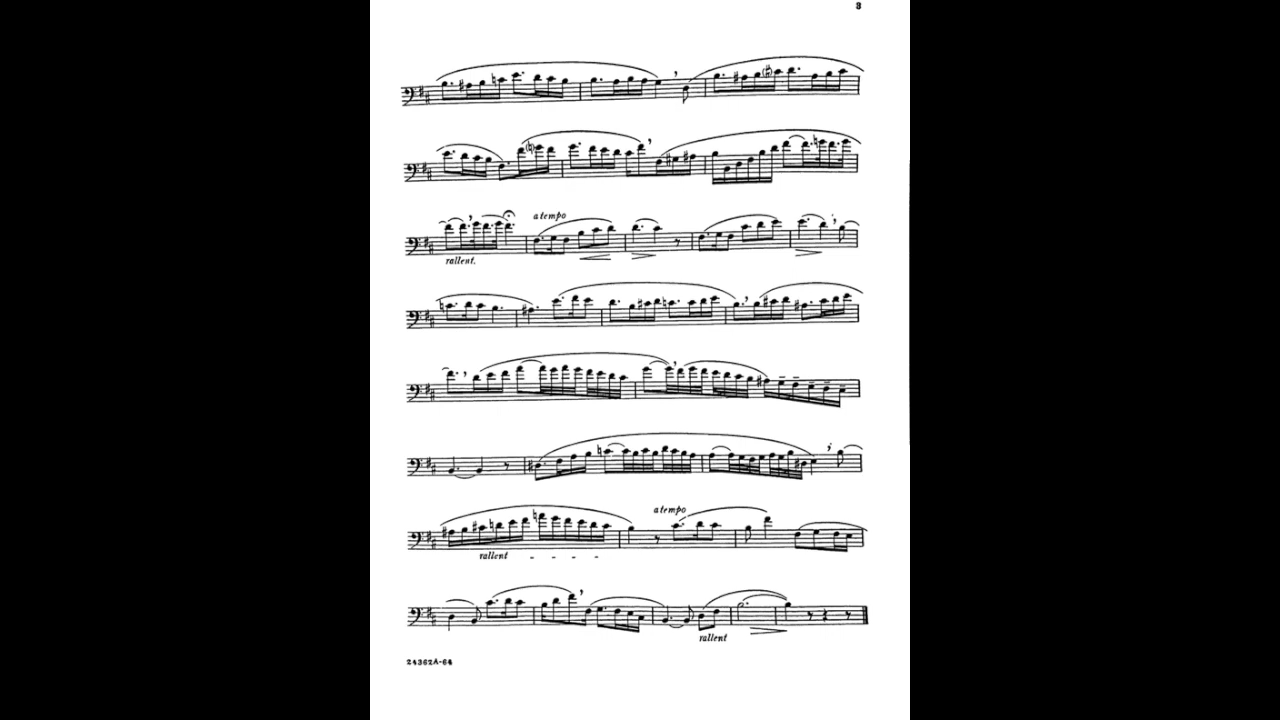 3
a tempo
rallent.
a tempo
rallent - - - -
rallent
24362A-64